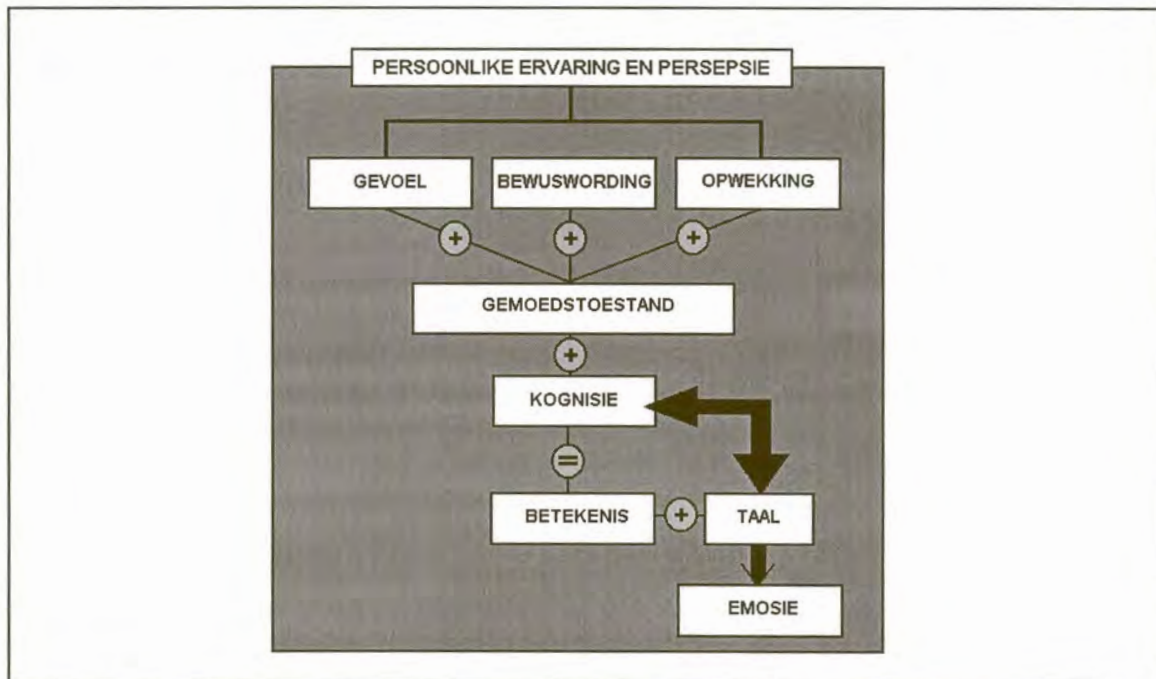 PERSOONLIKE ERVARING EN PERSEPSIE
GEVOEL
BEWUSWORDING
OPWEKKING
+
+
+
GEMOEDSTOESTAND
+
KOGNISIE
=
BETEKENIS
+
TAAL
EMOSIE